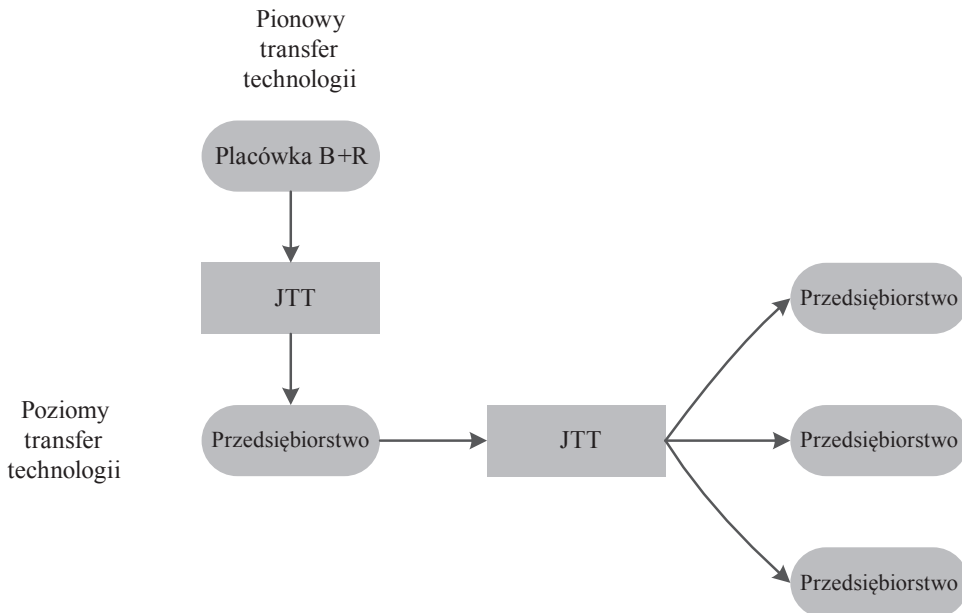 Pionowy
transfer
technologii
Placówka B+R
JTT
Przedsiębiorstwo
Poziomy
transfer
technologii
Przedsiębiorstwo
JTT
Przedsiębiorstwo
Przedsiębiorstwo